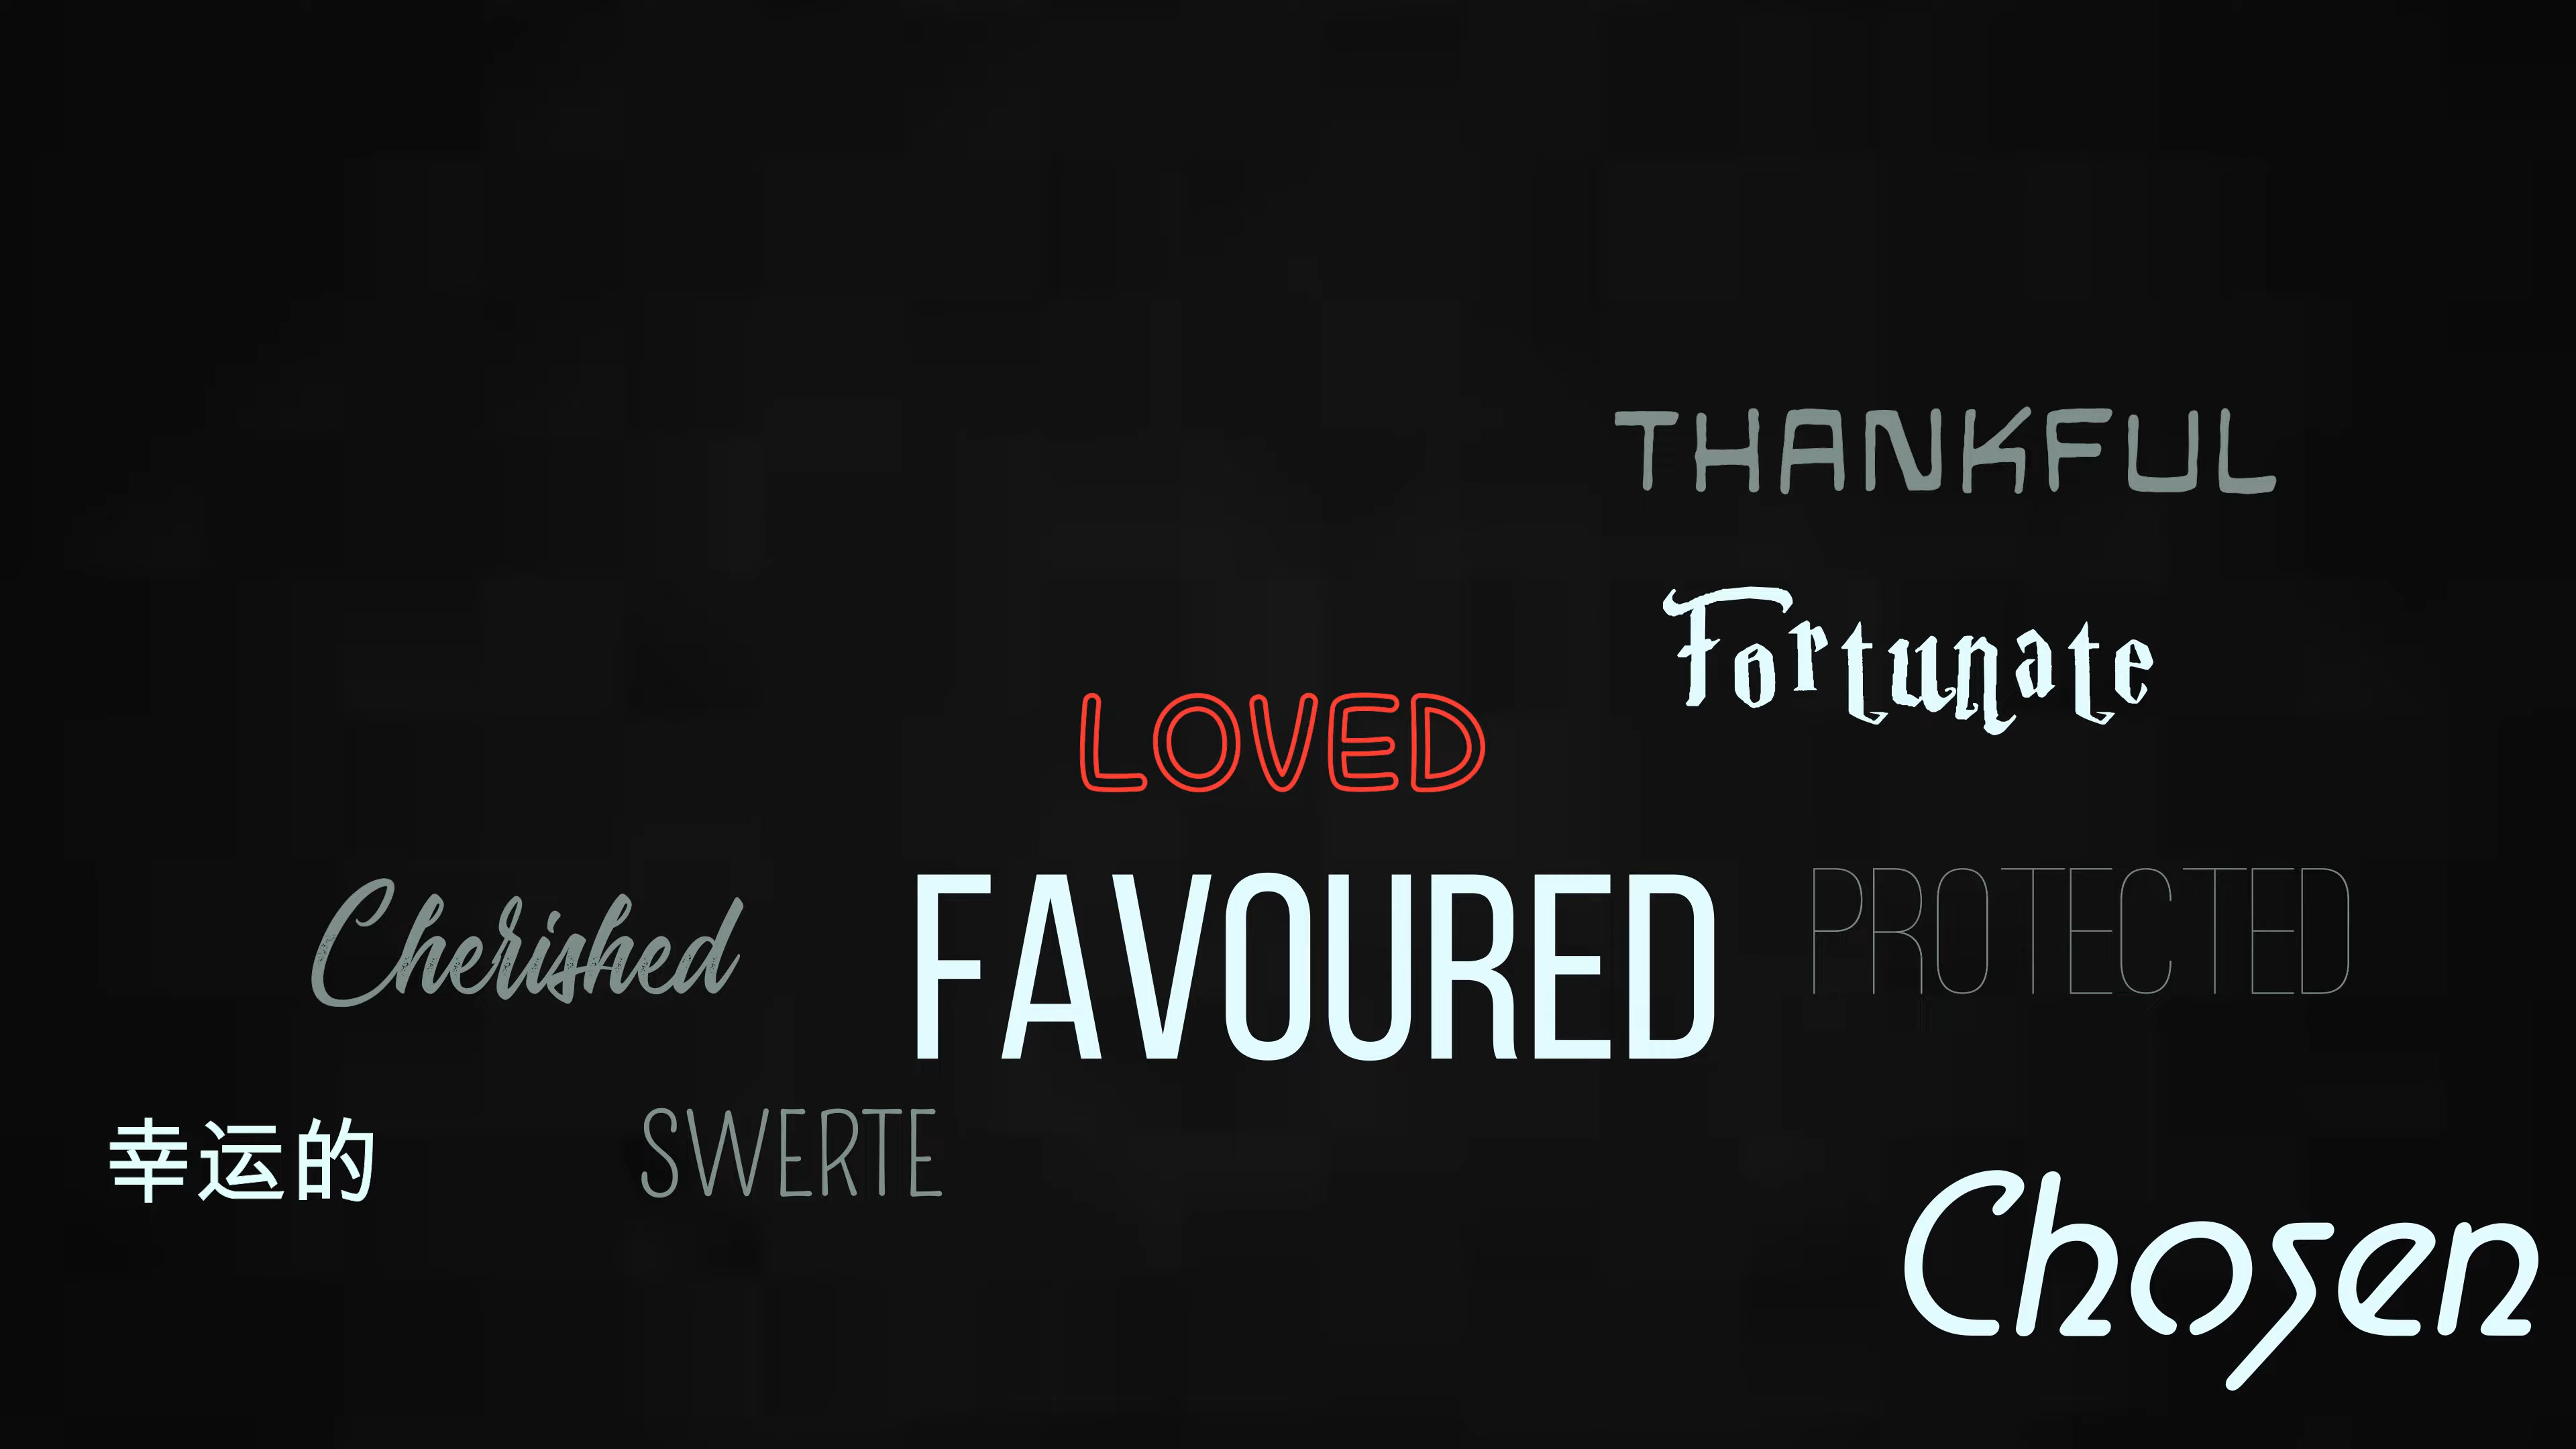 THANKFUL
Fortunate
LOVED
Cherished
FAVOURED
PROTECTED
幸运的
SWERTE
Chosen